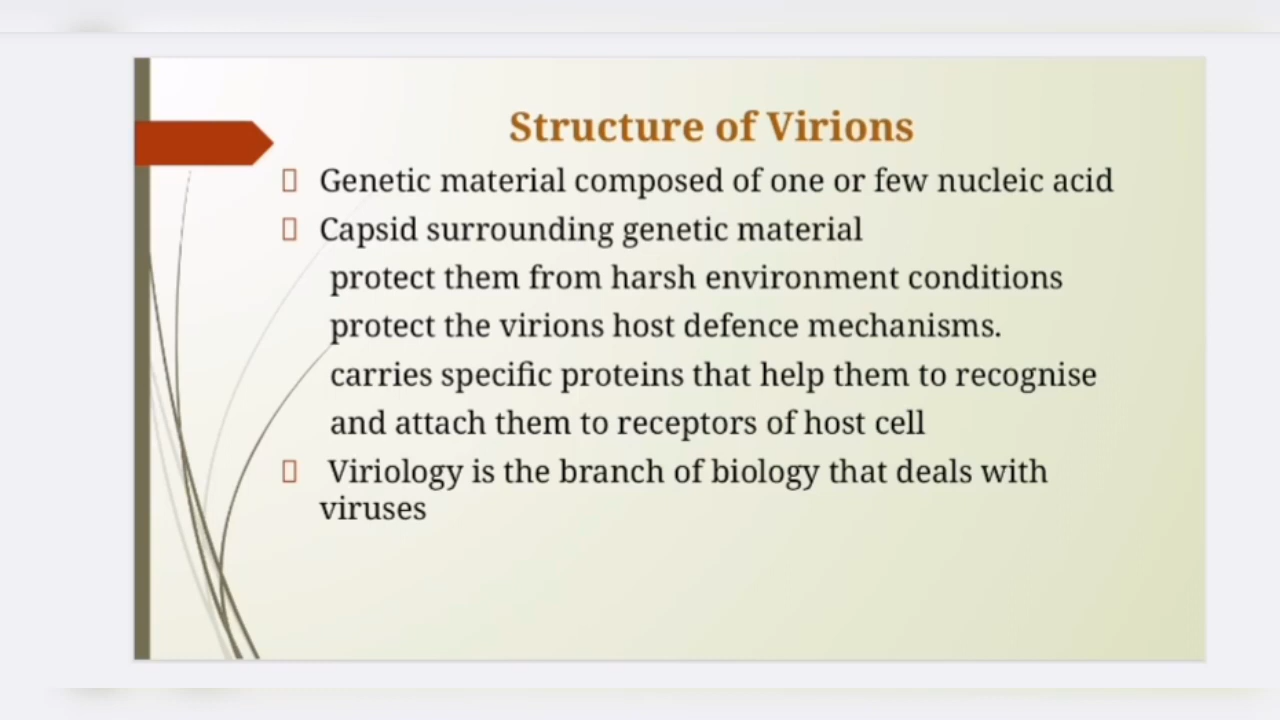 Structure of Virions
Genetic material composed of one or few nucleic acid
Capsid surrounding genetic material
protect them from harsh environment conditions
protect the virions host defence mechanisms.
carries specific proteins that help them to recognise
and attach them to receptors of host cell
Viriology is the branch of biology that deals with
viruses